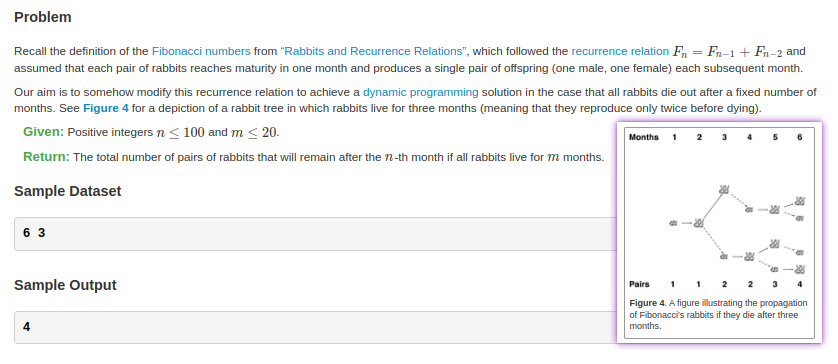 Problem
Recall the definition of the Fibonacci numbers from “Rabbits and Recurrence Relations”, which followed the recurrence relation Fn = Fn−1 + Fn−2 and
assumed that each pair of rabbits reaches maturity in one month and produces a single pair of offspring (one male, one female) each subsequent month.
Our aim is to somehow modify this recurrence relation to achieve a dynamic programming solution in the case that all rabbits die out after a fixed number of
months. See Figure 4 for a depiction of a rabbit tree in which rabbits live for three months (meaning that they reproduce only twice before dying).
Given: Positive integers n ≤ 100 and m ≤ 20.
Return: The total number of pairs of rabbits that will remain after the n-th month if all rabbits live for m months.
Sample Dataset
6 3
Sample Output
4
Months 1 2 3 4 5 6
Pairs 1 1 2 2 3 4
Figure 4. A figure illustrating the propagation
of Fibonacci's rabbits if they die after three
months.